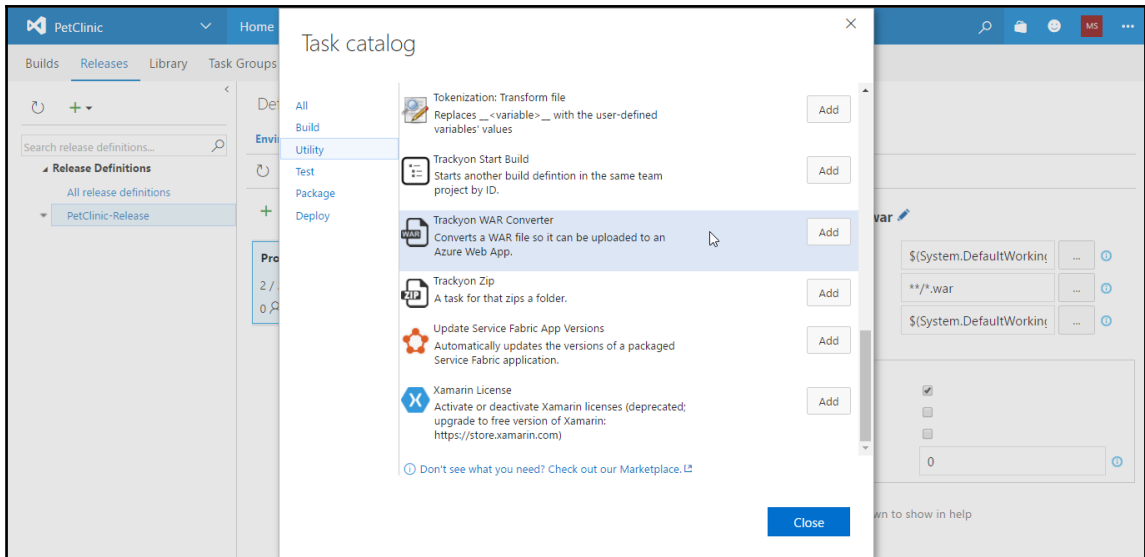 PetClinic
Home
MS
Builds
Releases
Library
Task Groups
Search release definitions...
Release Definitions
All release definitions
PetClinic-Release
Task catalog
All
Build
Utility
Test
Package
Deploy
Tokenization: Transform file
Replaces __<variable>__ with the user-defined
variables' values
Add
Trackyon Start Build
Starts another build defintion in the same team
project by ID.
Add
WAR
Trackyon WAR Converter
Converts a WAR file so it can be uploaded to an
Azure Web App.
Add
ZIP
Trackyon Zip
A task for that zips a folder.
Add
Update Service Fabric App Versions
Automatically updates the versions of a packaged
Service Fabric application.
Add
Xamarin License
Activate or deactivate Xamarin licenses (deprecated;
upgrade to free version of Xamarin:
https://store.xamarin.com)
Add
Don't see what you need? Check out our Marketplace.
Close
$(System.DefaultWorking
...
**/*.war
...
$(System.DefaultWorking
...
0
to show in help